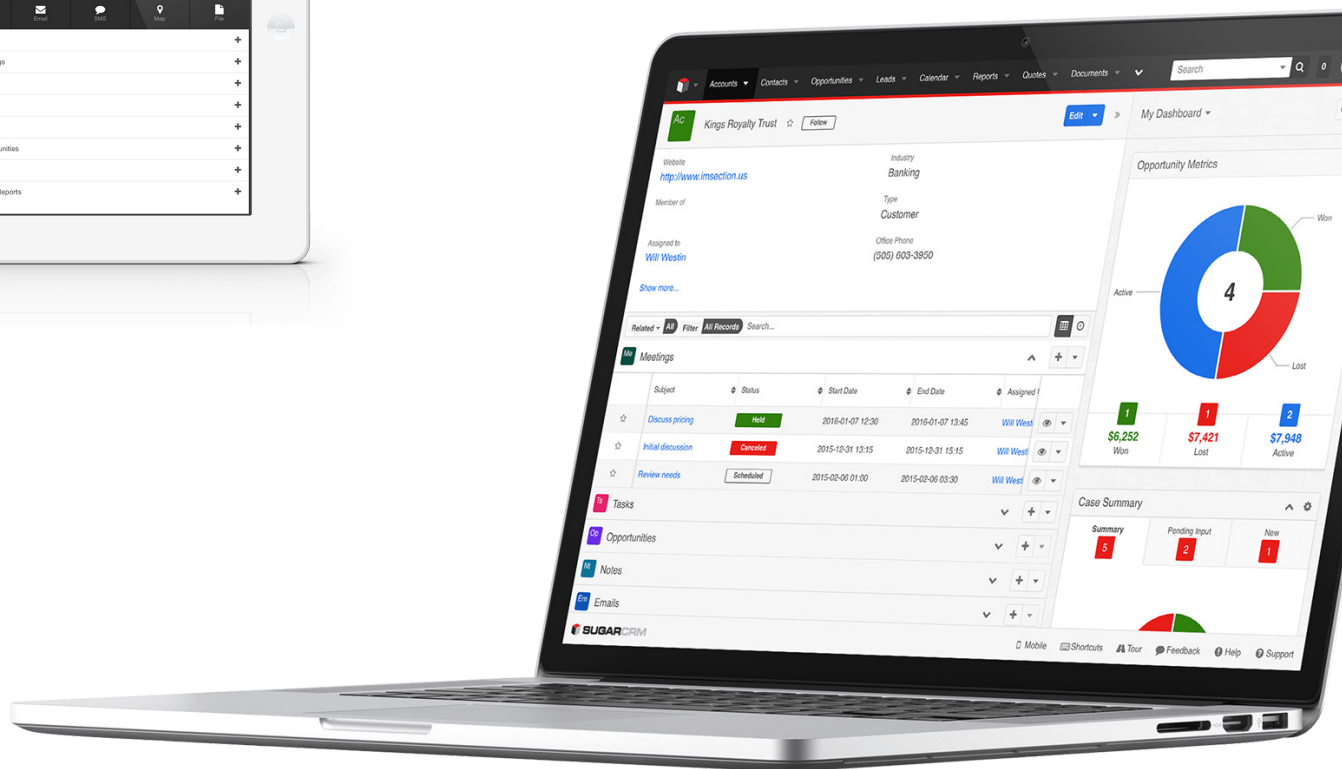 Email SMS Map File
unities
Reports
Accounts Contacts Opportunities Leads Calendar Reports Quotes Documents Search 0
Ac Kings Royalty Trust Follow Edit My Dashboard
Website
http://www.imsection.us
Industry
Banking
Member of
Type
Customer
Assigned to
Will Westin
Office Phone
(505) 603-3950
Show more...
Related All Filter All Records Search...
Me Meetings
Subject Status Start Date End Date Assigned
Discuss pricing Held 2016-01-07 12:30 2016-01-07 13:45 Will West
Initial discussion Canceled 2015-12-31 13:15 2015-12-31 15:15 Will West
Review needs Scheduled 2015-02-06 01:00 2015-02-06 03:30 Will West
Ts Tasks
Op Opportunities
Nt Notes
Em Emails
SUGARCRM
Opportunity Metrics
Won
Active
4
Lost
1 1 2
$6,252 $7,421 $7,948
Won Lost Active
Case Summary
Summary Pending Input New
5 2 1
Mobile Shortcuts Tour Feedback Help Support